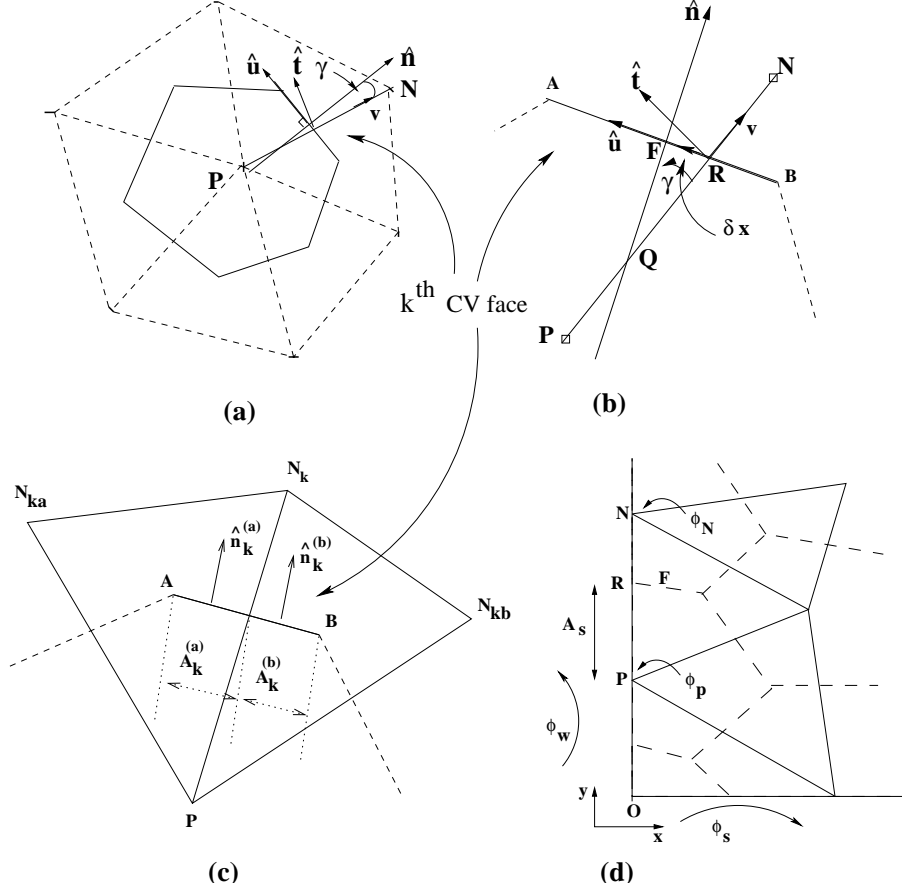 û t̂ γ n̂
N
v
P
(a)
n̂
N
A
t̂
v
û F R B
γ
δx
Q
P
(b)
k^th CV face
N_k
N_ka
n̂_k^(a) n̂_k^(b)
A
B
N_kb
A_k^(a) A_k^(b)
P
(c)
N φ_N
R F
A_s
P φ_p
φ_w
y
O
x φ_s
(d)